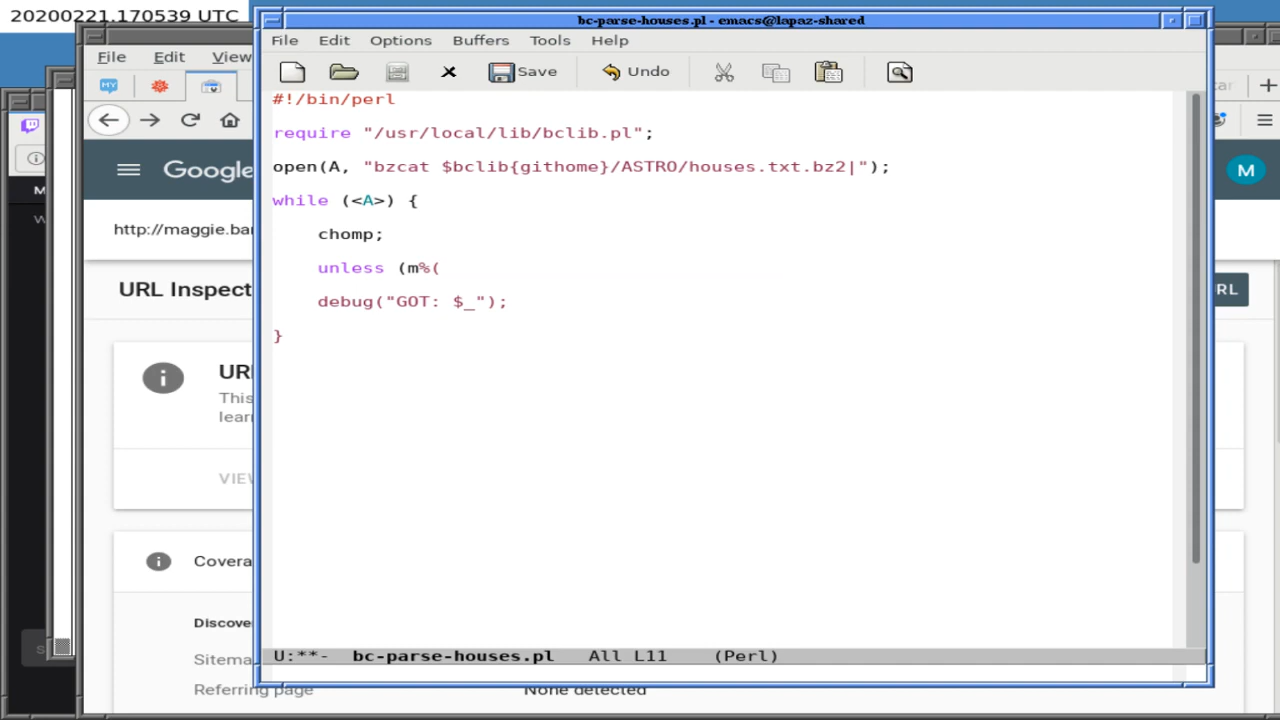 20200221.170539 UTC
bc-parse-houses.pl - emacs@lapaz-shared
File Edit Options Buffers Tools Help
Save Undo
#!/bin/perl
require "/usr/local/lib/bclib.pl";
open(A, "bzcat $bclib{githome}/ASTRO/houses.txt.bz2|");
while (<A>) {
chomp;
unless (m%(
debug("GOT: $_");
}
U:**- bc-parse-houses.pl All L11 (Perl)
File Edit View
Google
M
http://maggie.ba
URL Inspect
RL
URL
This
lear
VIEW
Covera
Discove
Sitema
Referring page None detected